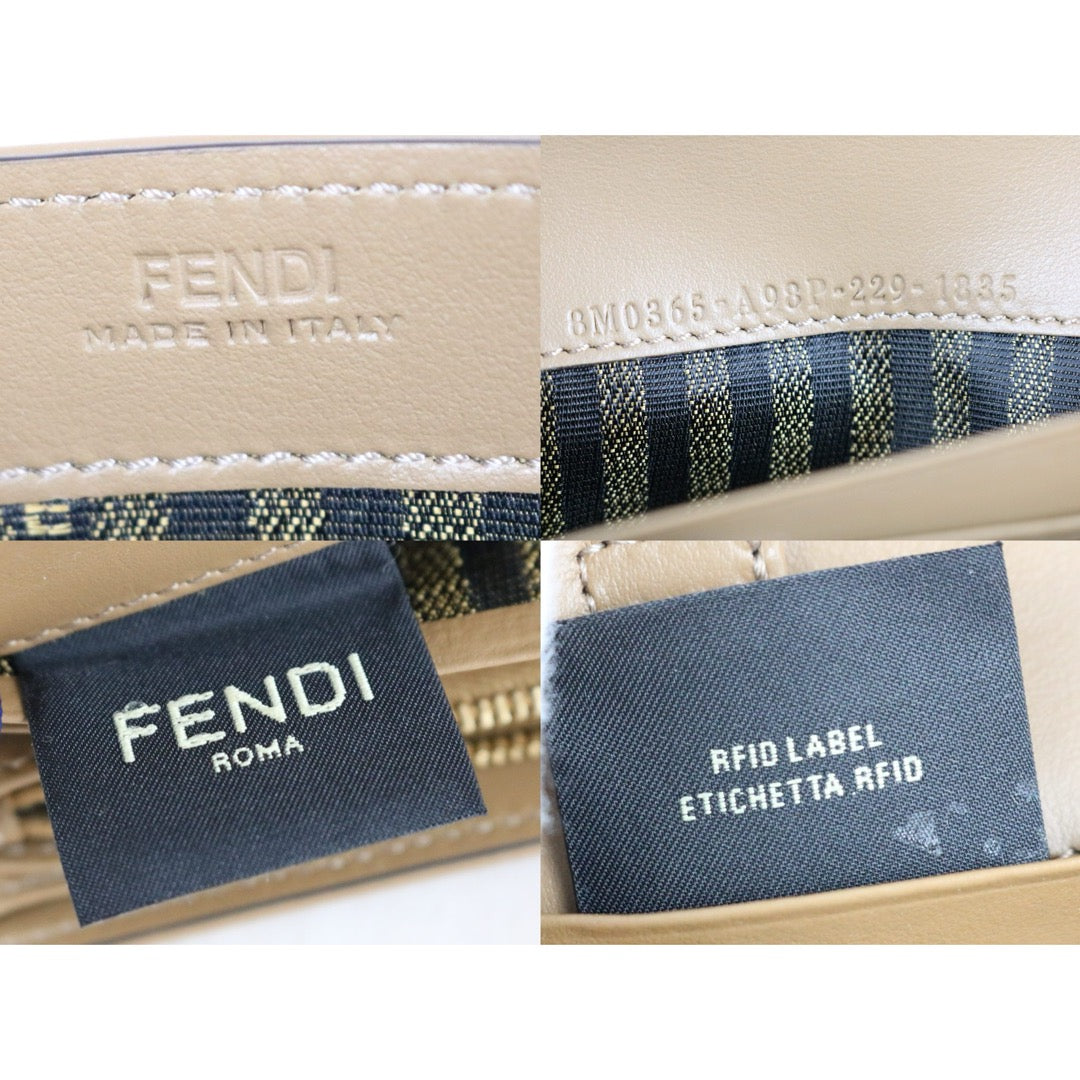 FENDI
MADE IN ITALY
8M0365-A98P-229-1835
FENDI
ROMA
RFID LABEL
ETICHETTA RFID